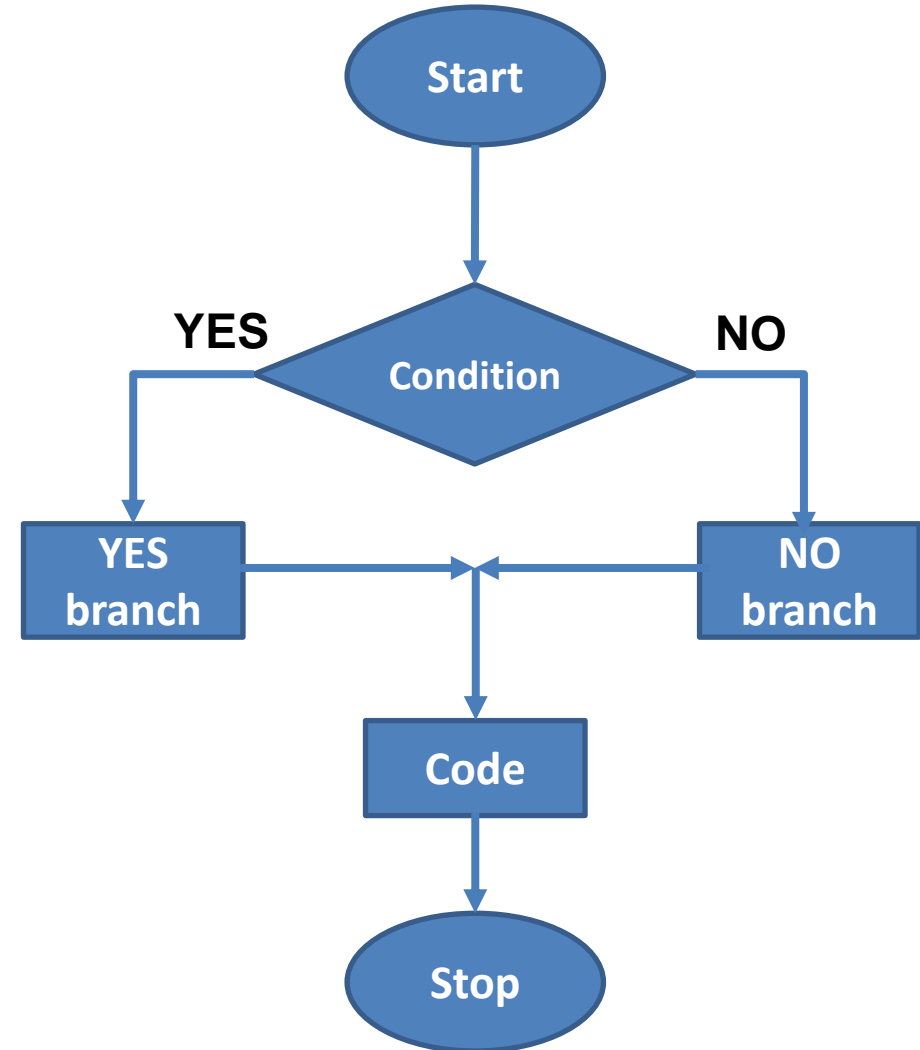 Start
YES
NO
Condition
YES
branch
NO
branch
Code
Stop